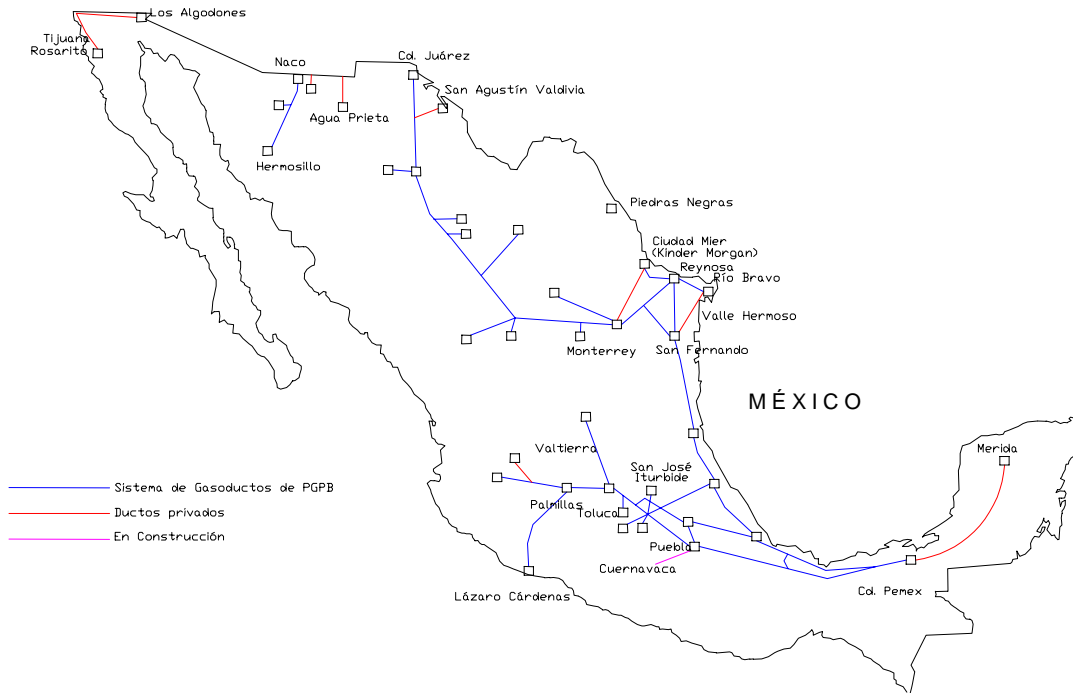 Los Algodones
Tijuana
Rosarito
Naco
Cd. Juárez
San Agustín Valdivia
Agua Prieta
Hermosillo
Piedras Negras
Ciudad Mier
(Kinder Morgan)
Reynosa
Río Bravo
Valle Hermoso
Monterrey
San Fernando
MÉXICO
Valtierra
San José
Iturbide
Merida
Sistema de Gasoductos de PGPB
Ductos privados
En Construcción
Palmillas
Toluca
Puebla
Cuernavaca
Lázaro Cárdenas
Cd. Pemex